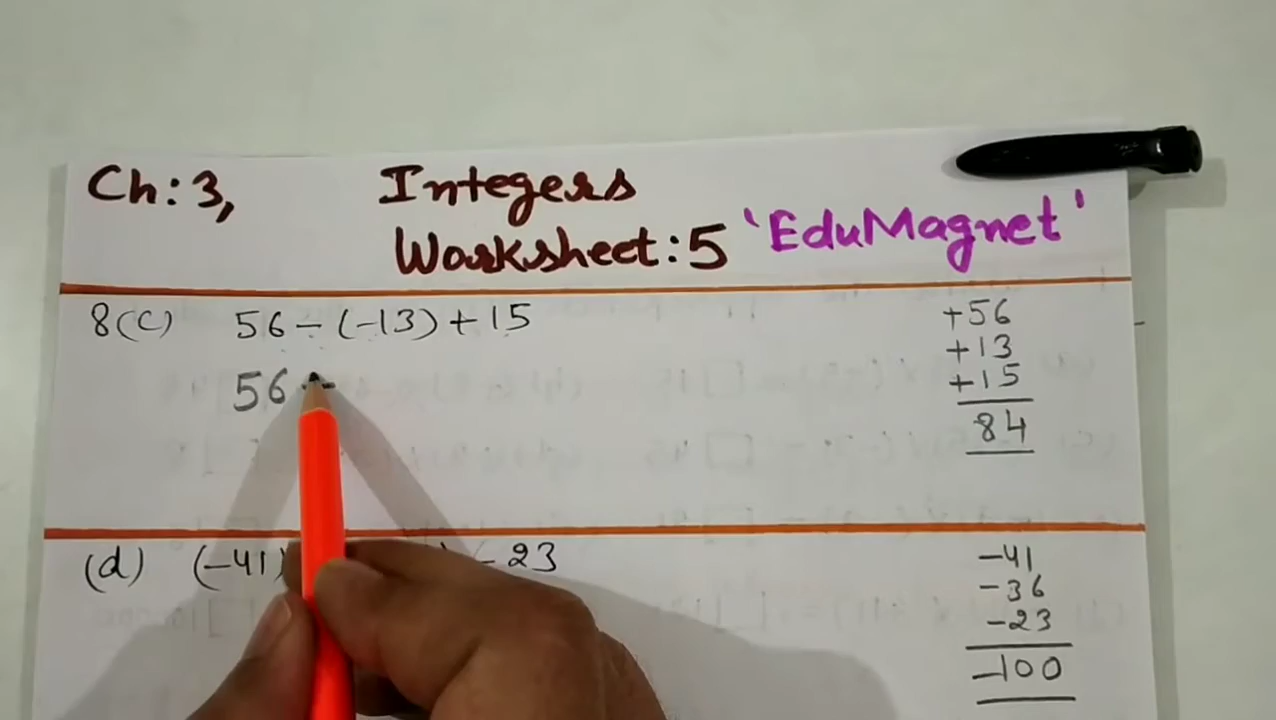 Ch: 3, Integers
Worksheet: 5 'EduMagnet'
8(c) 56 - (-13) + 15
56
+56
+13
+15
84
(d) (-41) - 23
-41
-36
-23
-100